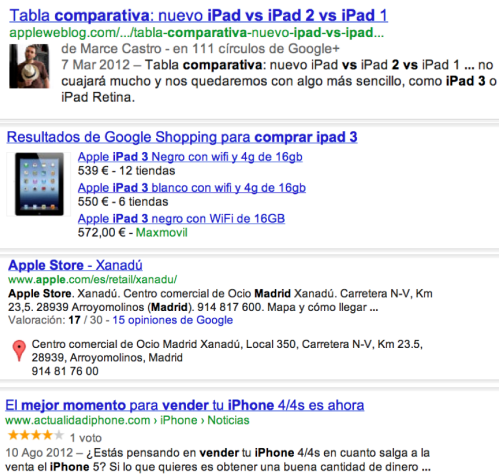 Tabla comparativa: nuevo iPad vs iPad 2 vs iPad 1
appleweblog.com/.../tabla-comparativa-nuevo-ipad-vs-ipad...
de Marce Castro - en 111 círculos de Google+
7 Mar 2012 – Tabla comparativa: nuevo iPad vs iPad 2 vs iPad 1 ... no
cuajará mucho y nos quedaremos con algo más sencillo, como iPad 3 o
iPad Retina.
Resultados de Google Shopping para comprar ipad 3
Apple iPad 3 Negro con wifi y 4g de 16gb
539 € - 12 tiendas
Apple iPad 3 blanco con wifi y 4g de 16gb
550 € - 6 tiendas
Apple iPad 3 negro con WiFi de 16GB
572,00 € - Maxmovil
Apple Store - Xanadú
www.apple.com/es/retail/xanadu/
Apple Store. Xanadú. Centro comercial de Ocio Madrid Xanadú. Carretera N-V, Km
23,5. 28939 Arroyomolinos (Madrid). 914 817 600. Mapa y cómo llegar ...
Valoración: 17 / 30 - 15 opiniones de Google
Centro comercial de Ocio Madrid Xanadú, Local 350, Carretera N-V, Km 23.5,
28939, Arroyomolinos, Madrid
914 81 76 00
El mejor momento para vender tu iPhone 4/4s es ahora
www.actualidadiphone.com › iPhone › Noticias
1 voto
10 Ago 2012 – ¿Estás pensando en vender tu iPhone 4/4s en cuanto salga a la
venta el iPhone 5? Si lo que quieres es obtener una buena cantidad de dinero ...